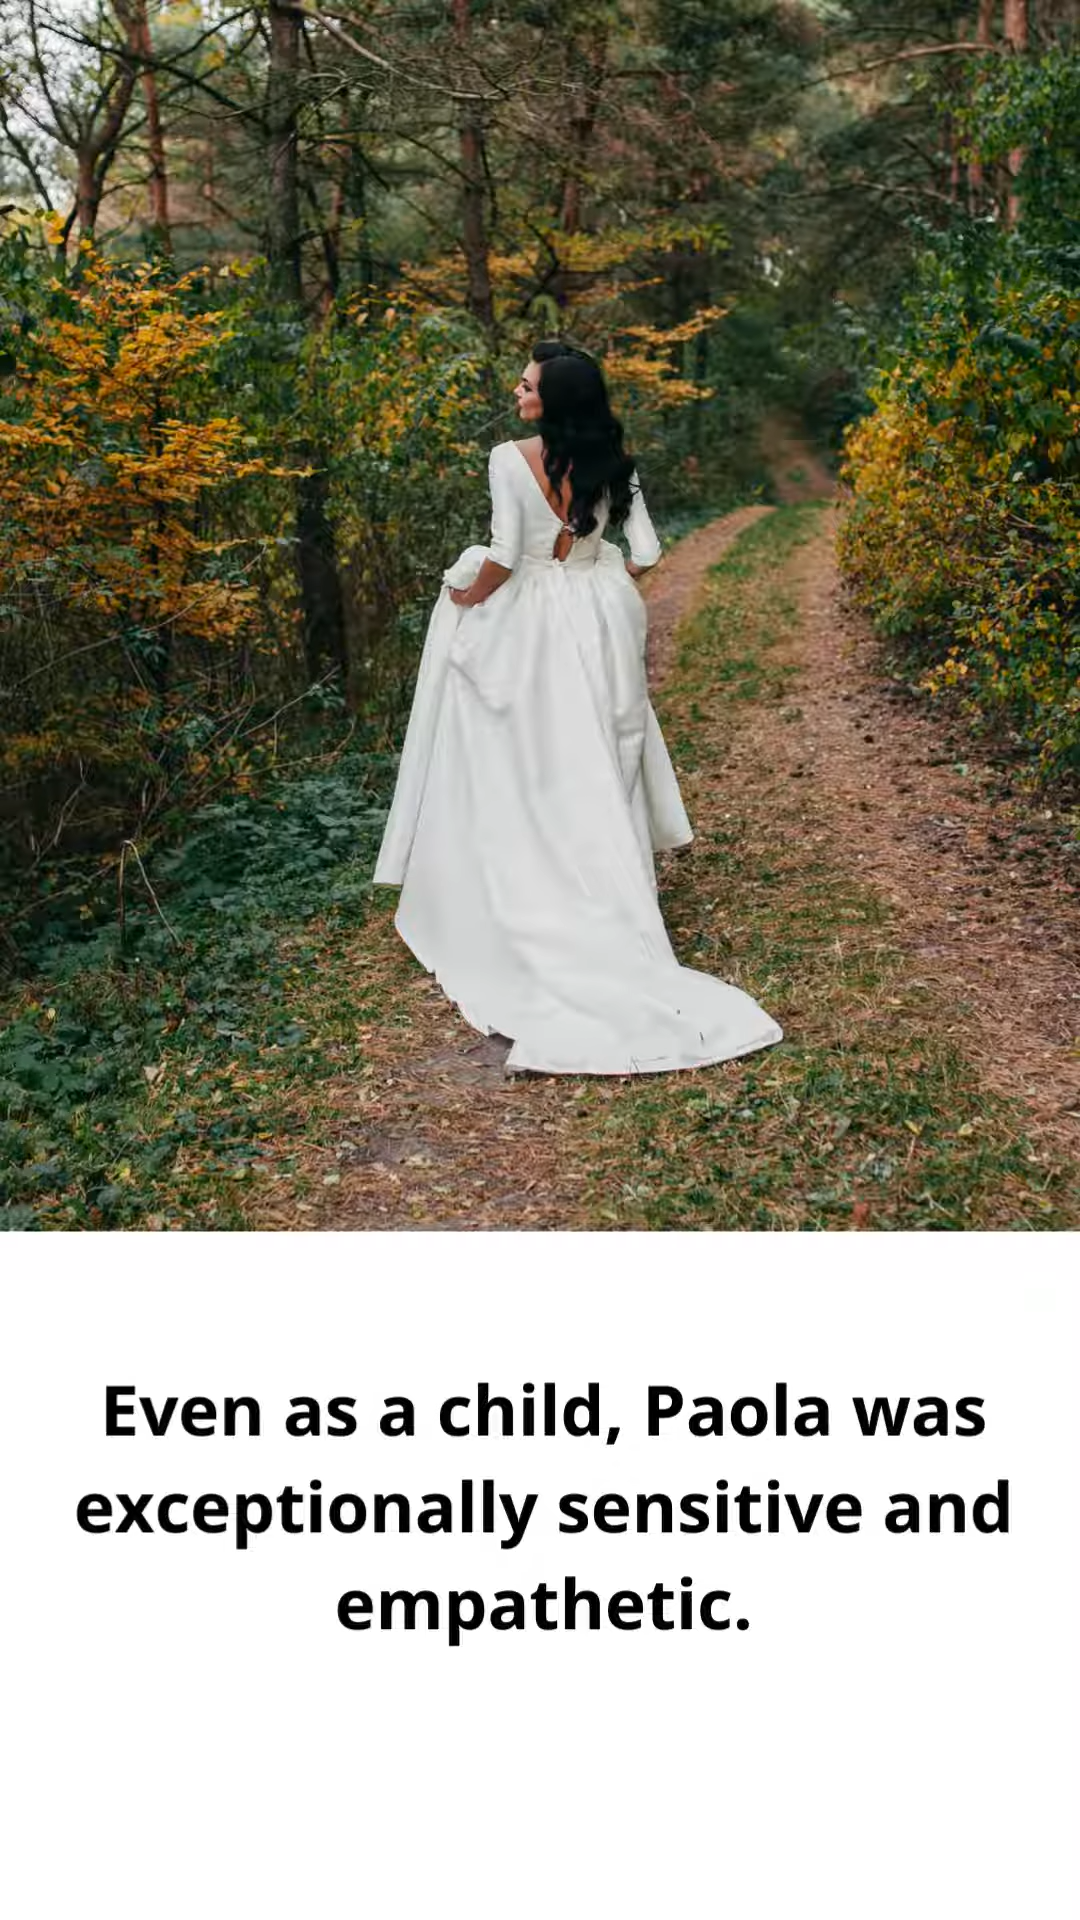 Even as a child, Paola was
exceptionally sensitive and
empathetic.